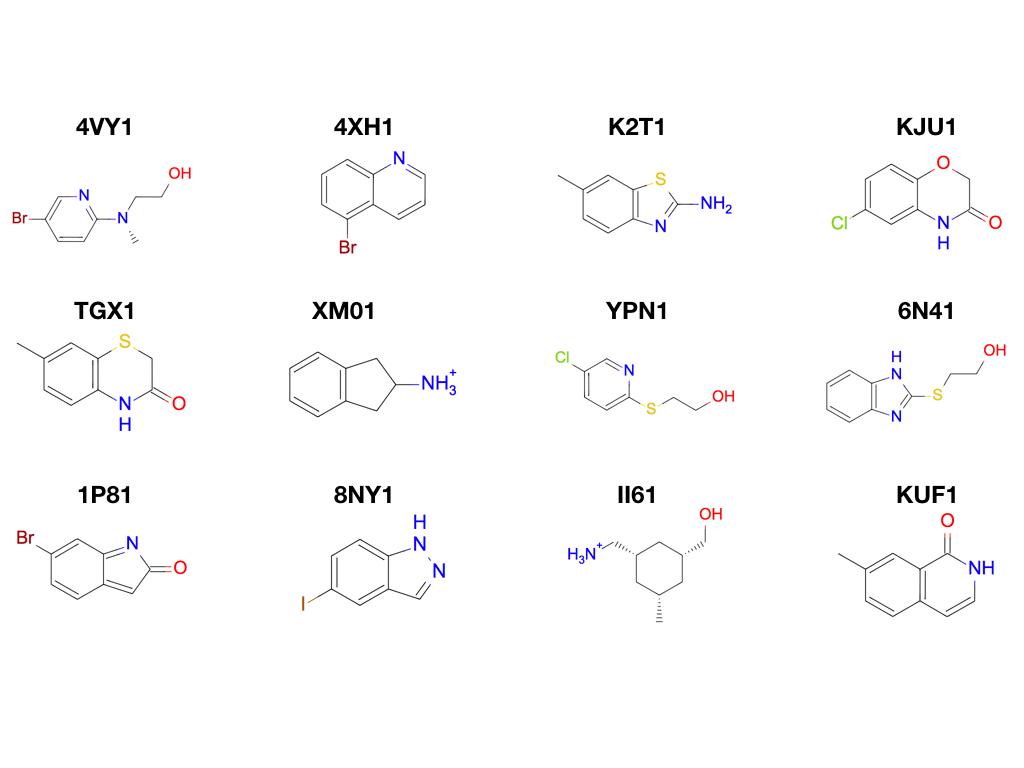 4VY1 4XH1 K2T1 KJU1
Br N N OH
N
Br
S N NH2
O N H O Cl
TGX1 XM01 YPN1 6N41
S N H O
NH3+
Cl N S OH
H N N S OH
1P81 8NY1 II61 KUF1
Br N O
H N N I
H3N+ OH
O NH